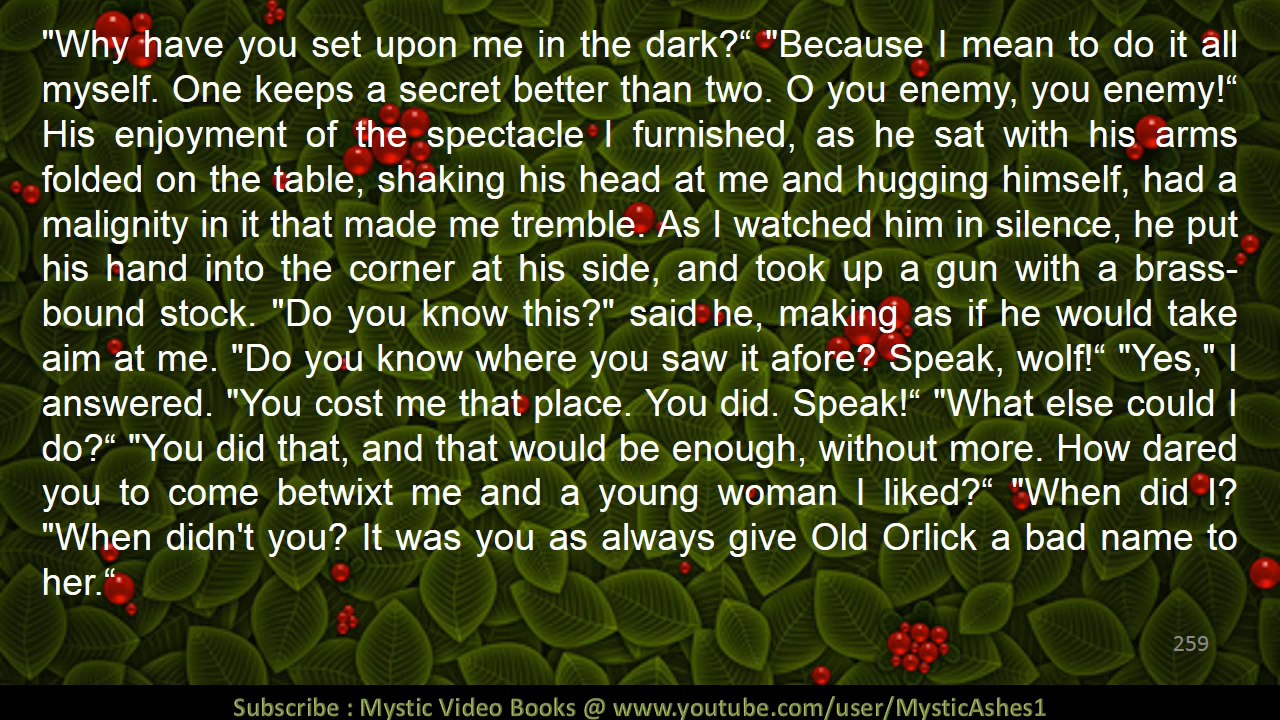 "Why have you set upon me in the dark?“ "Because I mean to do it all
myself. One keeps a secret better than two. O you enemy, you enemy!“
His enjoyment of the spectacle I furnished, as he sat with his arms
folded on the table, shaking his head at me and hugging himself, had a
malignity in it that made me tremble. As I watched him in silence, he put
his hand into the corner at his side, and took up a gun with a brass-
bound stock. "Do you know this?" said he, making as if he would take
aim at me. "Do you know where you saw it afore? Speak, wolf!“ "Yes," I
answered. "You cost me that place. You did. Speak!“ "What else could I
do?“ "You did that, and that would be enough, without more. How dared
you to come betwixt me and a young woman I liked?“ "When did I?
"When didn't you? It was you as always give Old Orlick a bad name to
her.“
259
Subscribe : Mystic Video Books @ www.youtube.com/user/MysticAshes1